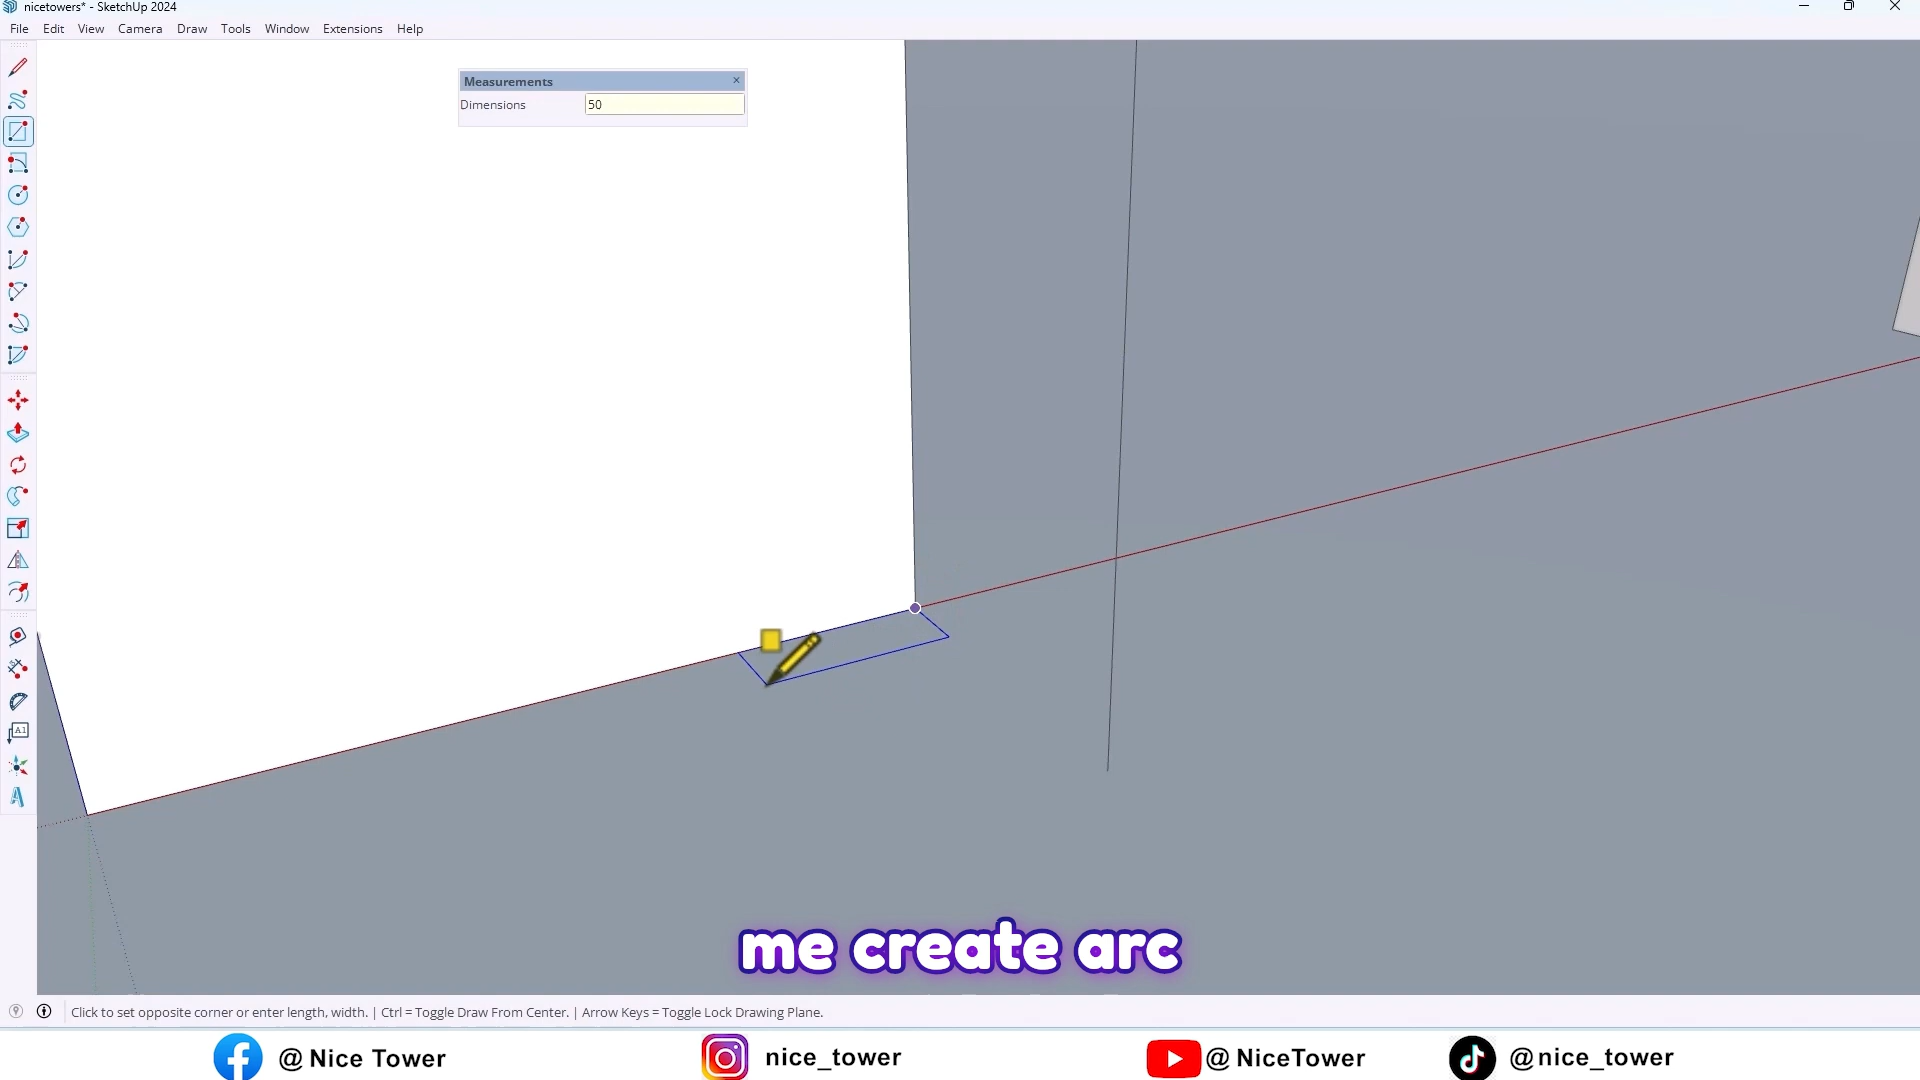 nicetowers* - SketchUp 2024
File Edit View Camera Draw Tools Window Extensions Help
Measurements
Dimensions 50
A1
me create arc
Click to set opposite corner or enter length, width. | Ctrl = Toggle Draw From Center. | Arrow Keys = Toggle Lock Drawing Plane.
@ Nice Tower nice_tower @ NiceTower @nice_tower